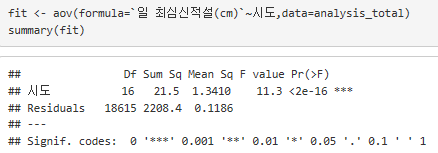 fit <- aov(formula=`일 최심신적설(cm)`~시도,data=analysis_total)
summary(fit)
##                Df Sum Sq Mean Sq F value Pr(>F)
## 시도           16   21.5  1.3410    11.3 <2e-16 ***
## Residuals   18615 2208.4  0.1186
## ---
## Signif. codes:  0 '***' 0.001 '**' 0.01 '*' 0.05 '.' 0.1 ' ' 1